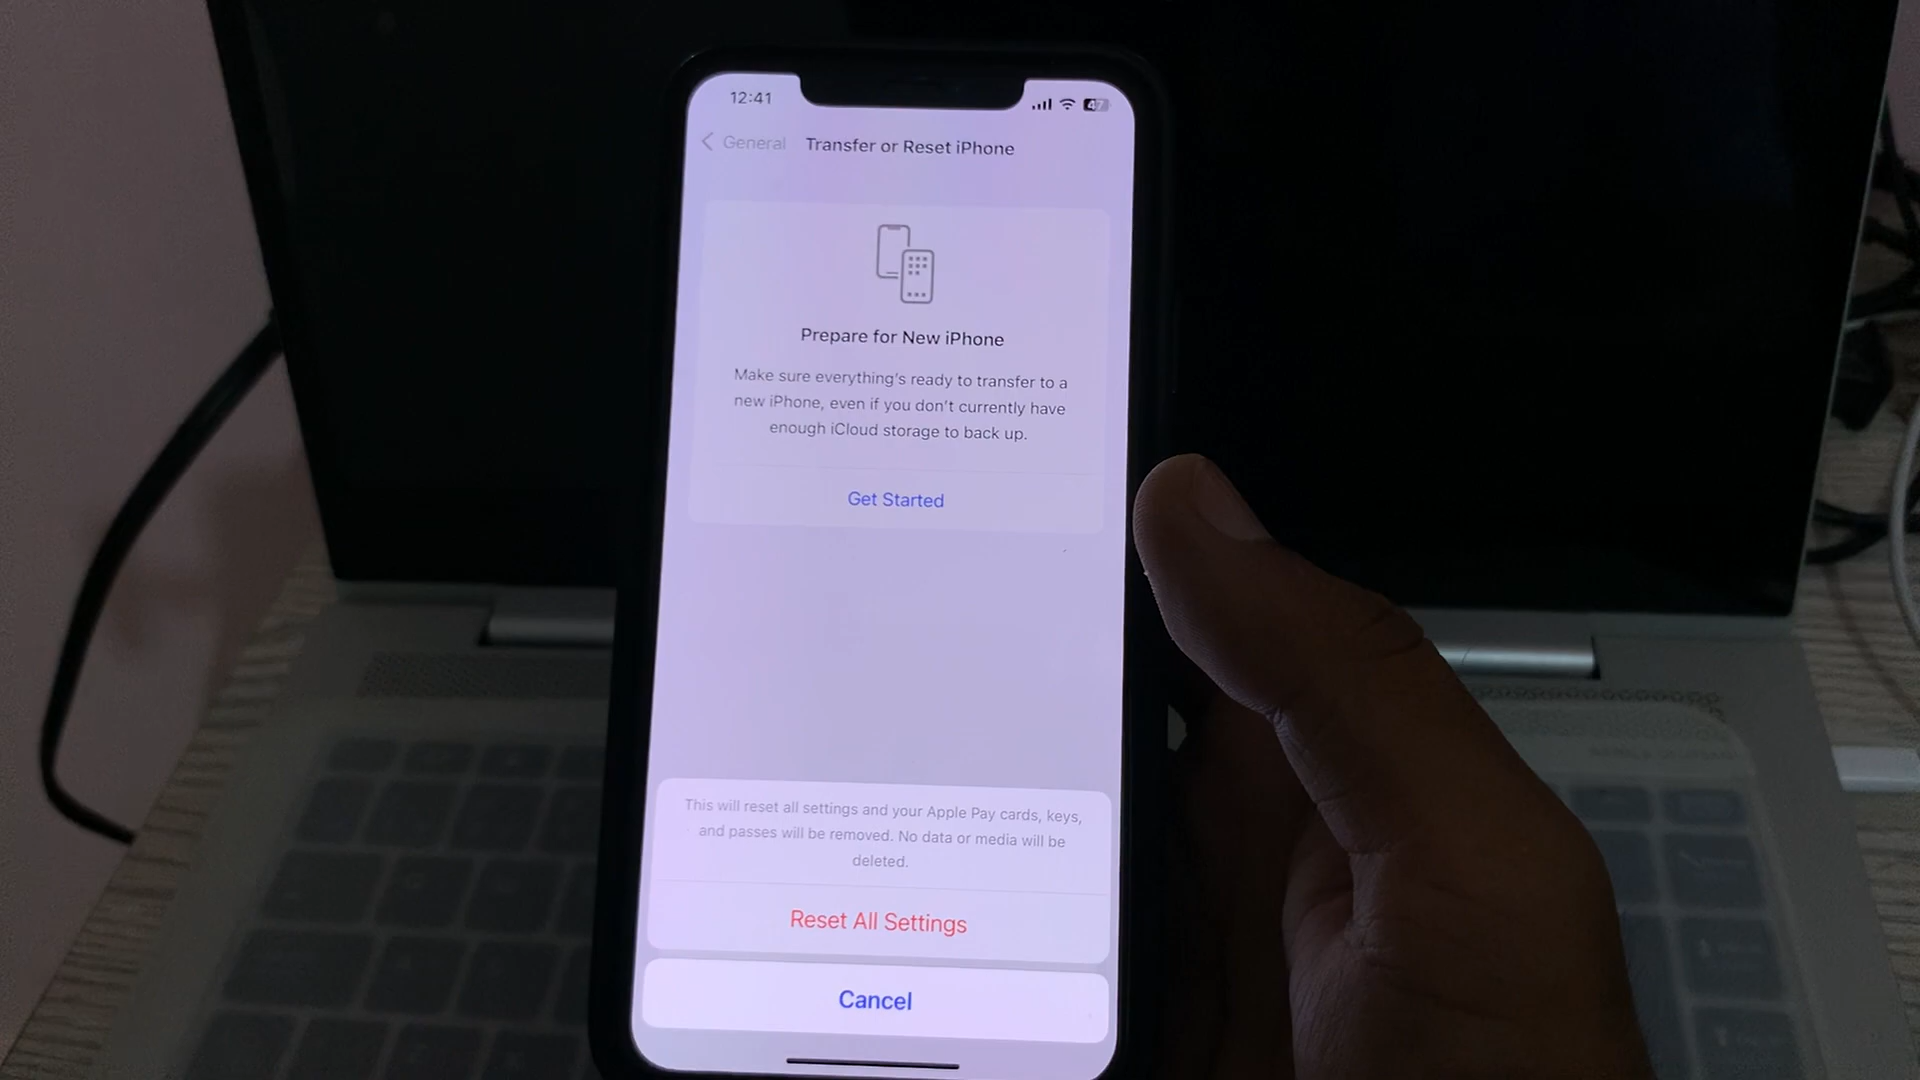 12:41
47
General
Transfer or Reset iPhone
Prepare for New iPhone
Make sure everything's ready to transfer to a
new iPhone, even if you don't currently have
enough iCloud storage to back up.
Get Started
This will reset all settings and your Apple Pay cards, keys,
and passes will be removed. No data or media will be
deleted.
Reset All Settings
Cancel